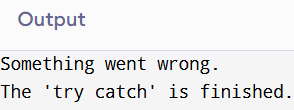 Output
Something went wrong.
The 'try catch' is finished.